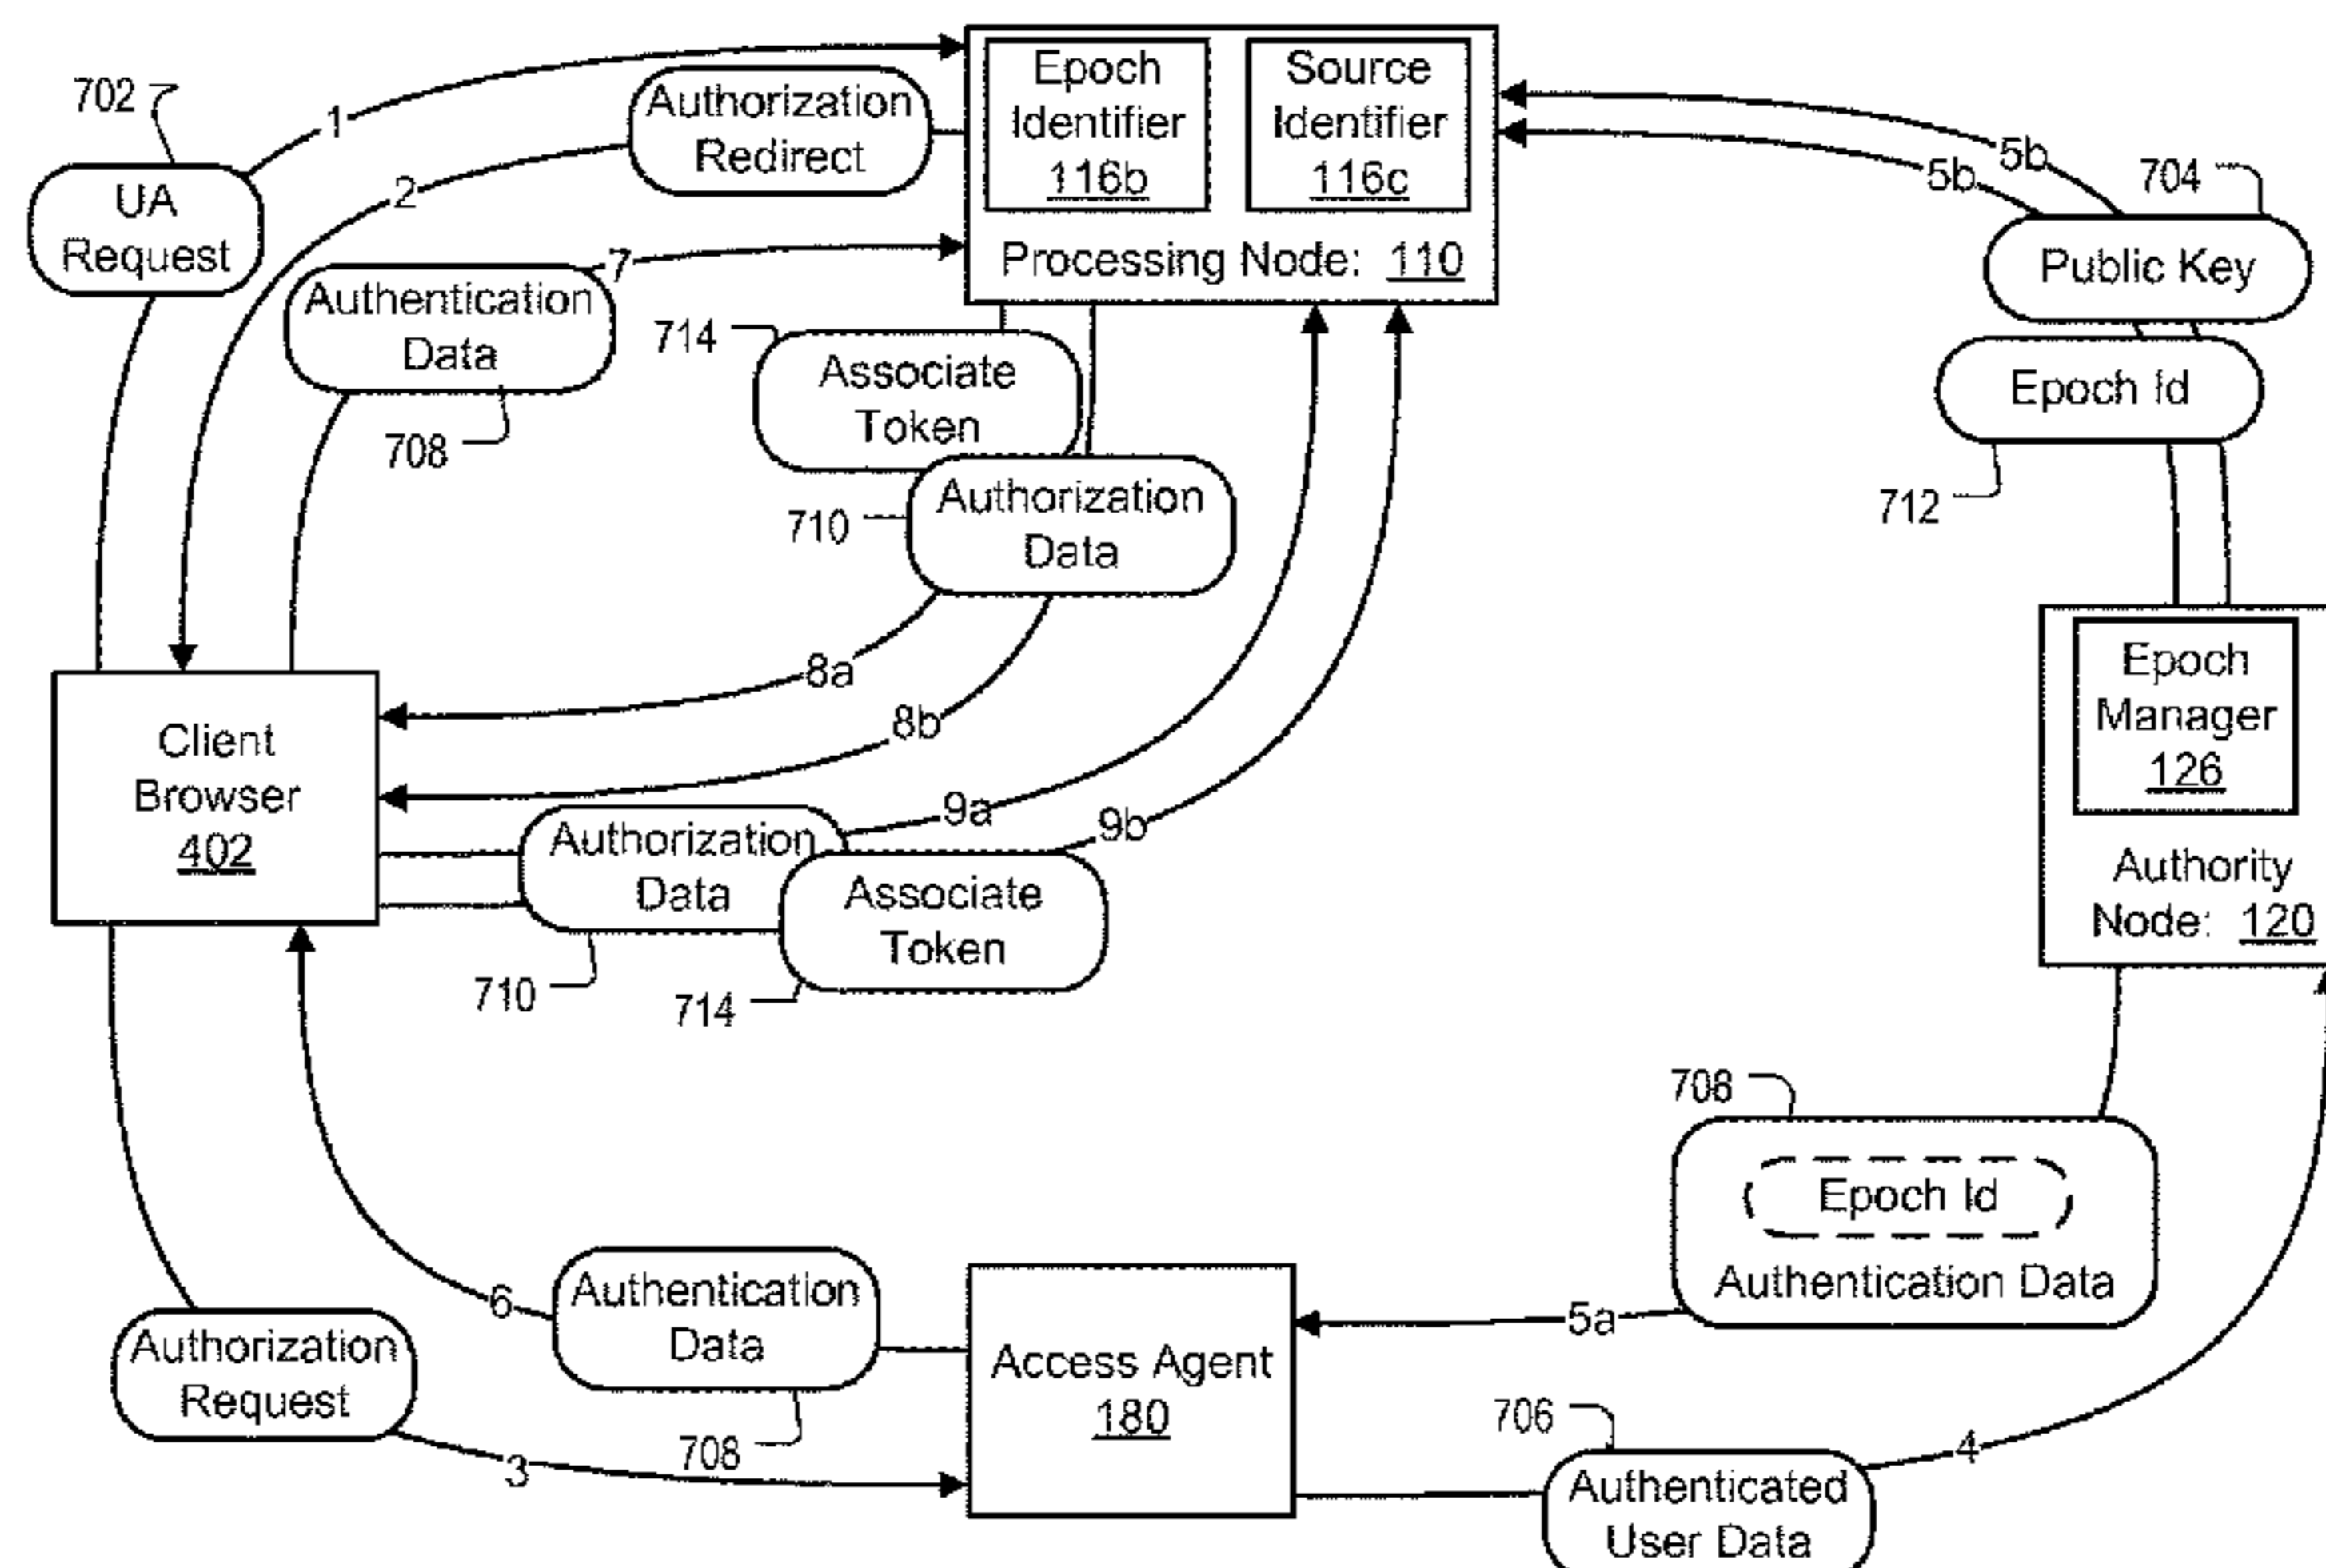 702
1
UA
Request
2
Authorization
Redirect
Epoch
Identifier
116b
Source
Identifier
116c
Processing Node: 110
5b
5b
704
Public Key
Epoch Id
712
7
Authentication
Data
708
714
Associate
Token
710
Authorization
Data
8a
8b
Client
Browser
402
9a
9b
Authorization
Data
710
Associate
Token
714
Epoch
Manager
126
Authority
Node: 120
708
Epoch Id
Authentication Data
5a
6
Authentication
Data
708
Authorization
Request
3
Access Agent
180
706
Authenticated
User Data
4